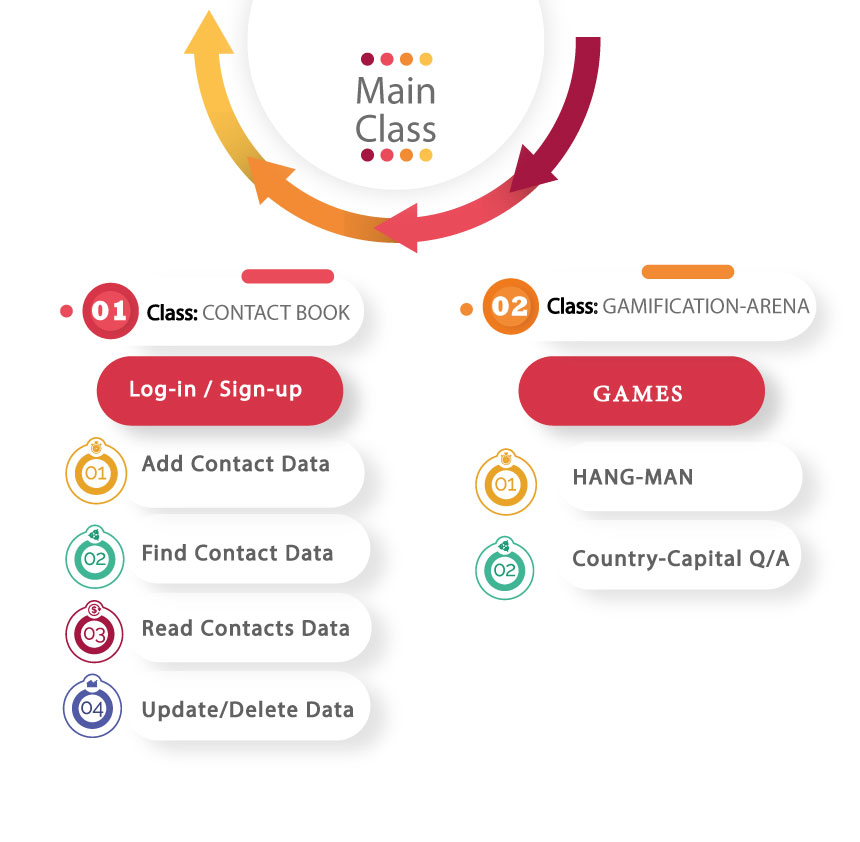 Main
Class
01 Class: CONTACT BOOK
Log-in / Sign-up
01 Add Contact Data
02 Find Contact Data
03 Read Contacts Data
04 Update/Delete Data
02 Class: GAMIFICATION-ARENA
GAMES
01 HANG-MAN
02 Country-Capital Q/A